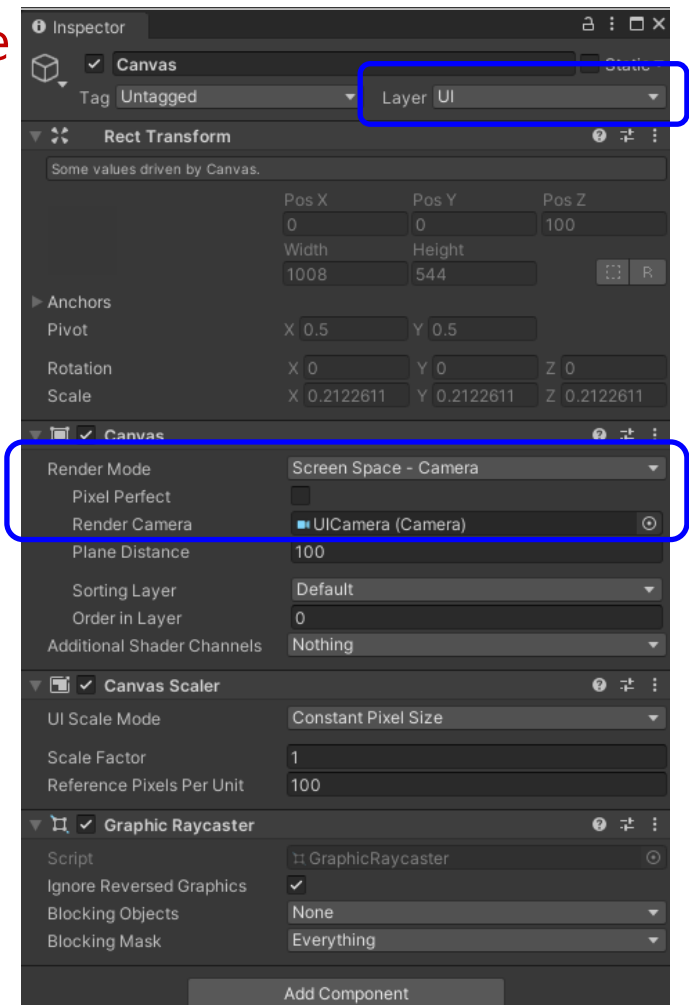 e
Inspector
Canvas
Static
Tag Untagged Layer UI
Rect Transform
Some values driven by Canvas.
Pos X Pos Y Pos Z
0 0 100
Width Height
1008 544 R
Anchors
Pivot X 0.5 Y 0.5
Rotation X 0 Y 0 Z 0
Scale X 0.2122611 Y 0.2122611 Z 0.2122611
Canvas
Render Mode Screen Space - Camera
Pixel Perfect
Render Camera UICamera (Camera)
Plane Distance 100
Sorting Layer Default
Order in Layer 0
Additional Shader Channels Nothing
Canvas Scaler
UI Scale Mode Constant Pixel Size
Scale Factor 1
Reference Pixels Per Unit 100
Graphic Raycaster
Script GraphicRaycaster
Ignore Reversed Graphics
Blocking Objects None
Blocking Mask Everything
Add Component